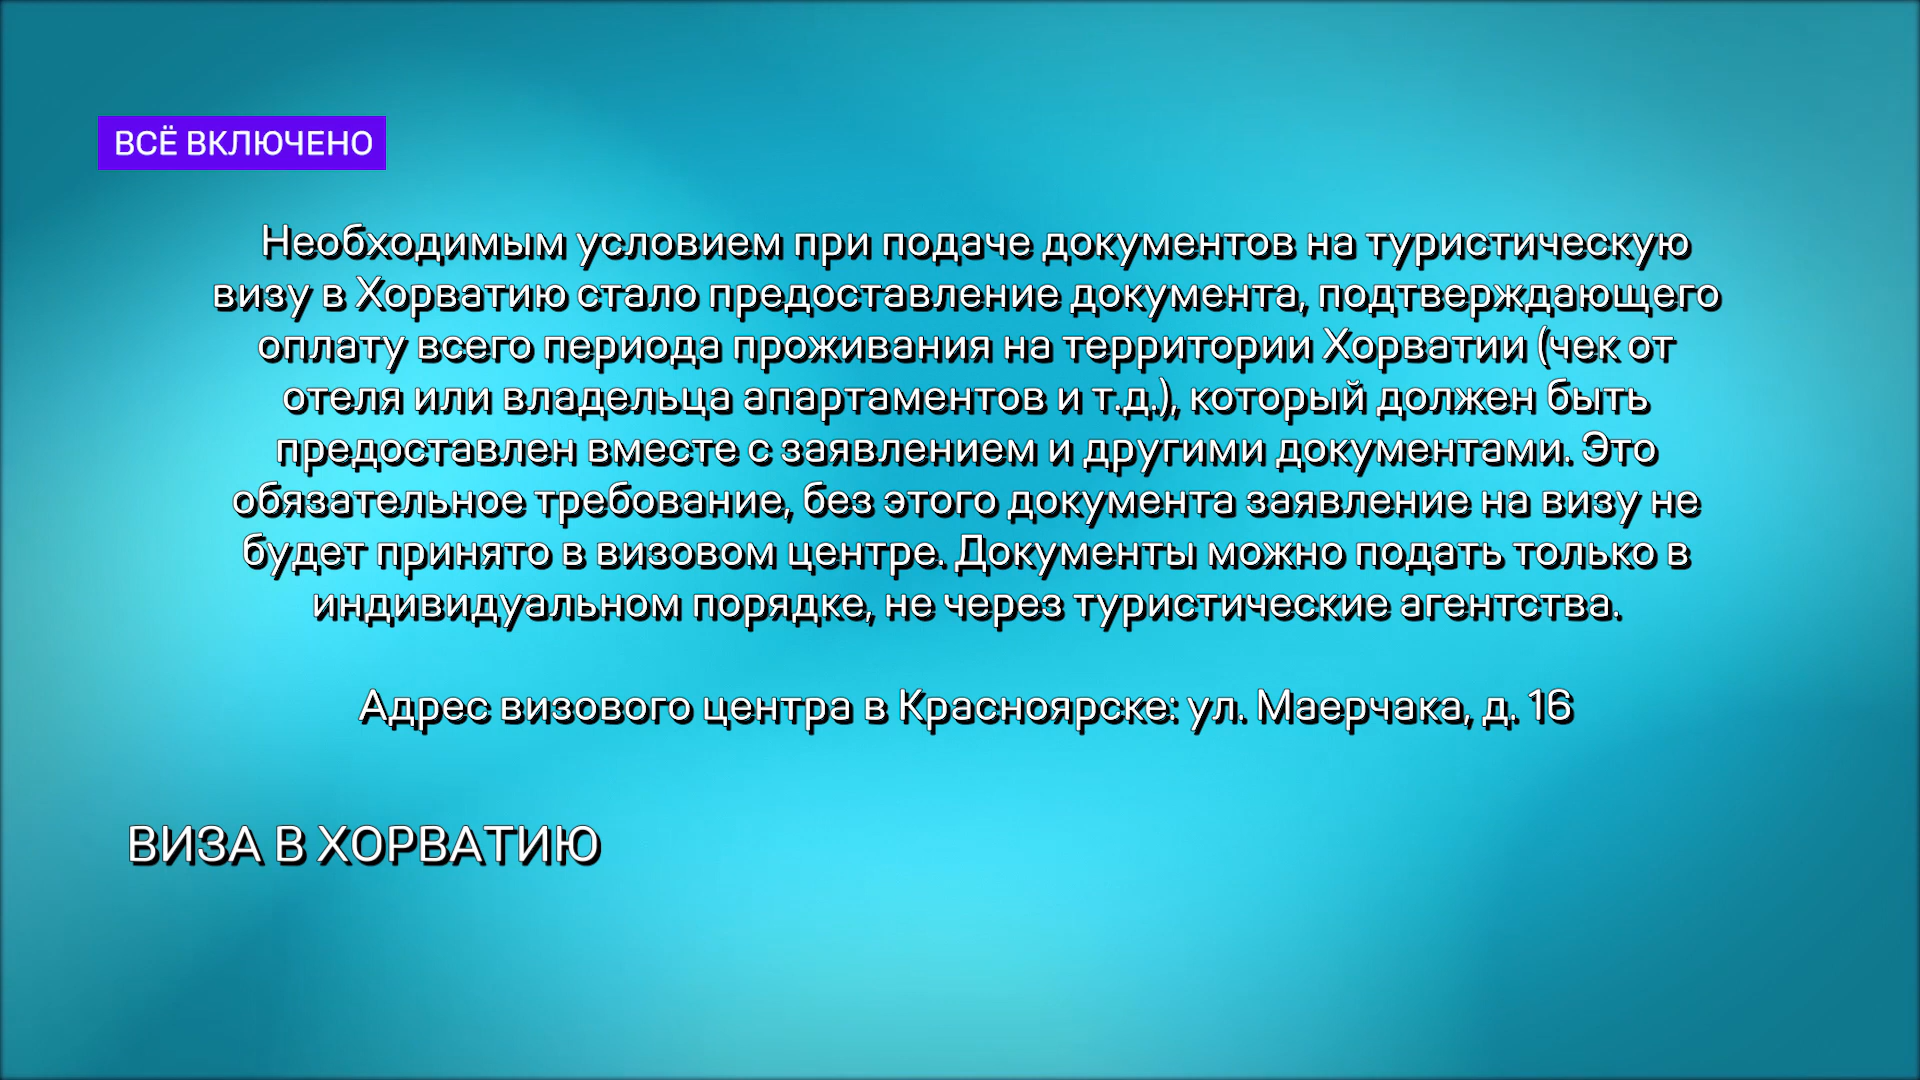 ВСЁ ВКЛЮЧЕНО
Необходимым условием при подаче документов на туристическую
визу в Хорватию стало предоставление документа, подтверждающего
оплату всего периода проживания на территории Хорватии (чек от
отеля или владельца апартаментов и т.д.), который должен быть
предоставлен вместе с заявлением и другими документами. Это
обязательное требование, без этого документа заявление на визу не
будет принято в визовом центре. Документы можно подать только в
индивидуальном порядке, не через туристические агентства.
Адрес визового центра в Красноярске: ул. Маерчака, д. 16
ВИЗА В ХОРВАТИЮ